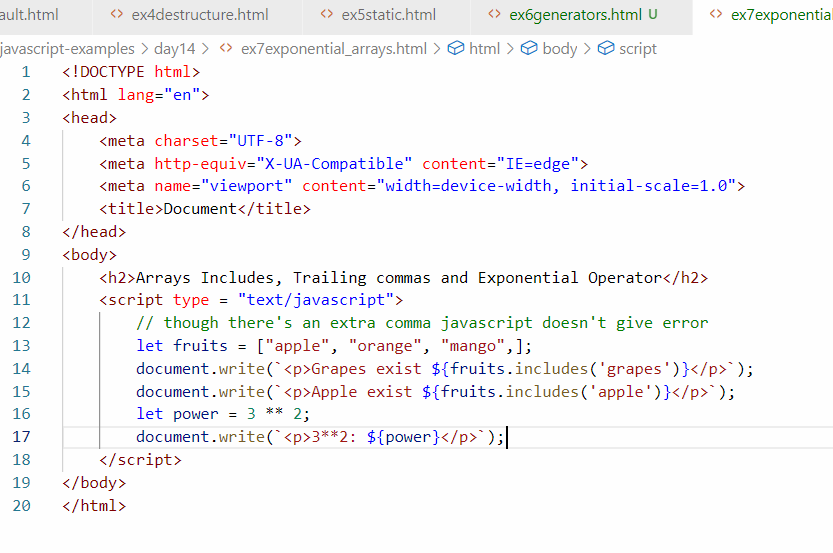 ault.html <> ex4destructure.html <> ex5static.html <> ex6generators.html U <> ex7exponential
javascript-examples > day14 > <> ex7exponential_arrays.html > html > body > script
1 <!DOCTYPE html>
2 <html lang="en">
3 <head>
4 <meta charset="UTF-8">
5 <meta http-equiv="X-UA-Compatible" content="IE=edge">
6 <meta name="viewport" content="width=device-width, initial-scale=1.0">
7 <title>Document</title>
8 </head>
9 <body>
10 <h2>Arrays Includes, Trailing commas and Exponential Operator</h2>
11 <script type = "text/javascript">
12 // though there's an extra comma javascript doesn't give error
13 let fruits = ["apple", "orange", "mango",];
14 document.write(`<p>Grapes exist ${fruits.includes('grapes')}</p>`);
15 document.write(`<p>Apple exist ${fruits.includes('apple')}</p>`);
16 let power = 3 ** 2;
17 document.write(`<p>3**2: ${power}</p>`);
18 </script>
19 </body>
20 </html>